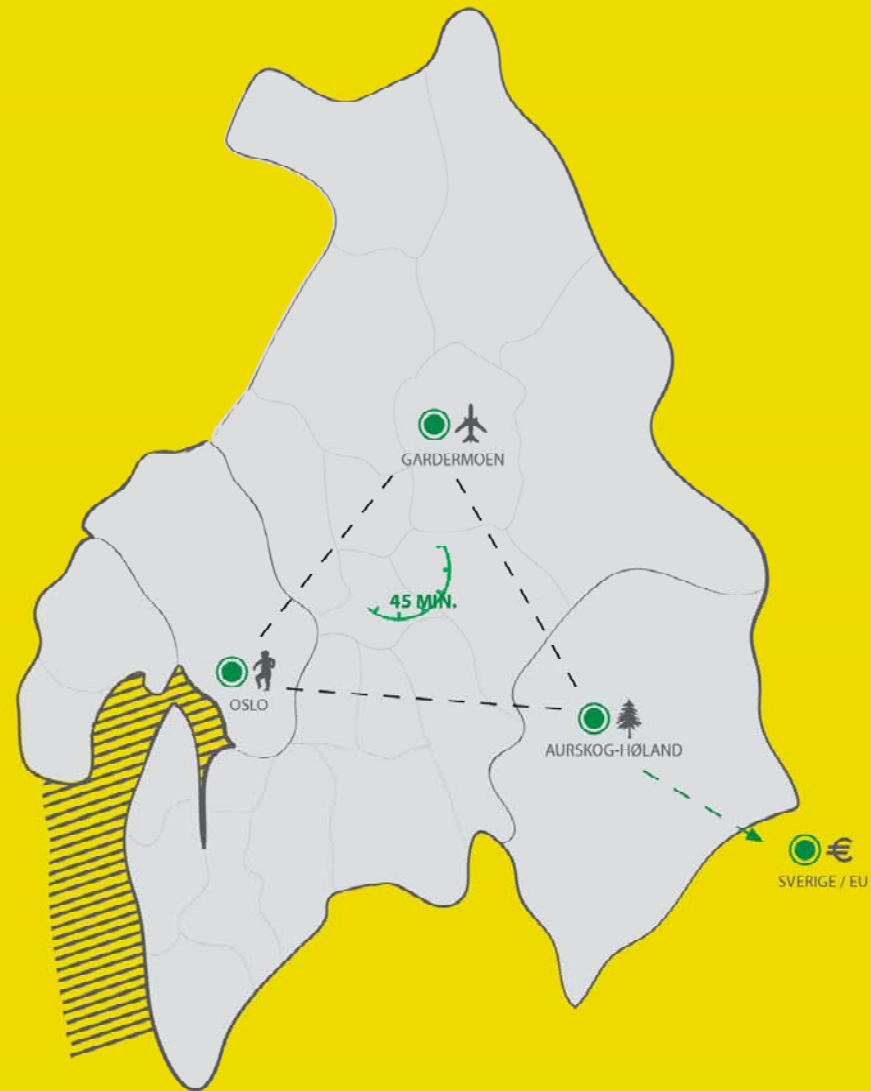 GARDERMOEN
45 MIN.
OSLO
AURSKOG-HØLAND
€
SVERIGE / EU